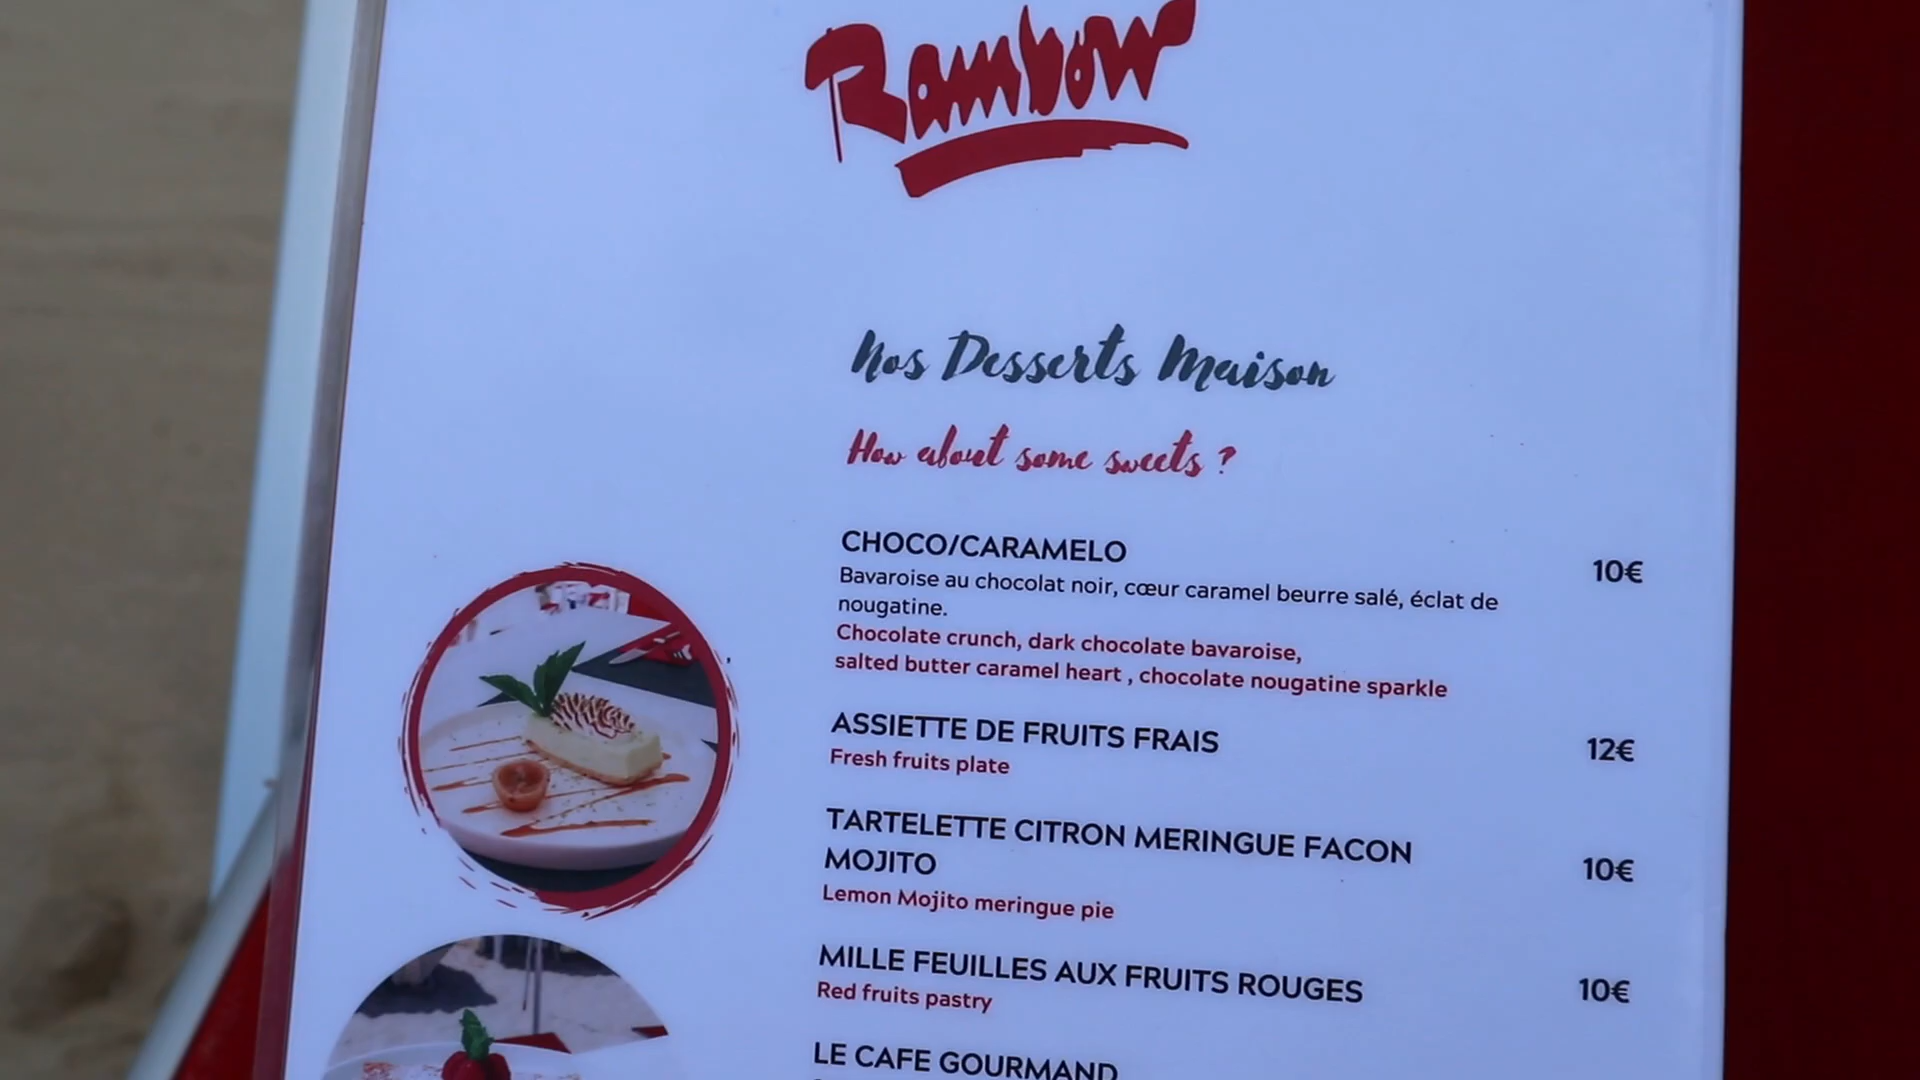 Rambow
Nos Desserts Maison
How about some sweets ?
CHOCO/CARAMELO 10€
Bavaroise au chocolat noir, cœur caramel beurre salé, éclat de
nougatine.
Chocolate crunch, dark chocolate bavaroise,
salted butter caramel heart , chocolate nougatine sparkle
ASSIETTE DE FRUITS FRAIS 12€
Fresh fruits plate
TARTELETTE CITRON MERINGUE FACON
MOJITO 10€
Lemon Mojito meringue pie
MILLE FEUILLES AUX FRUITS ROUGES 10€
Red fruits pastry
LE CAFE GOURMAND